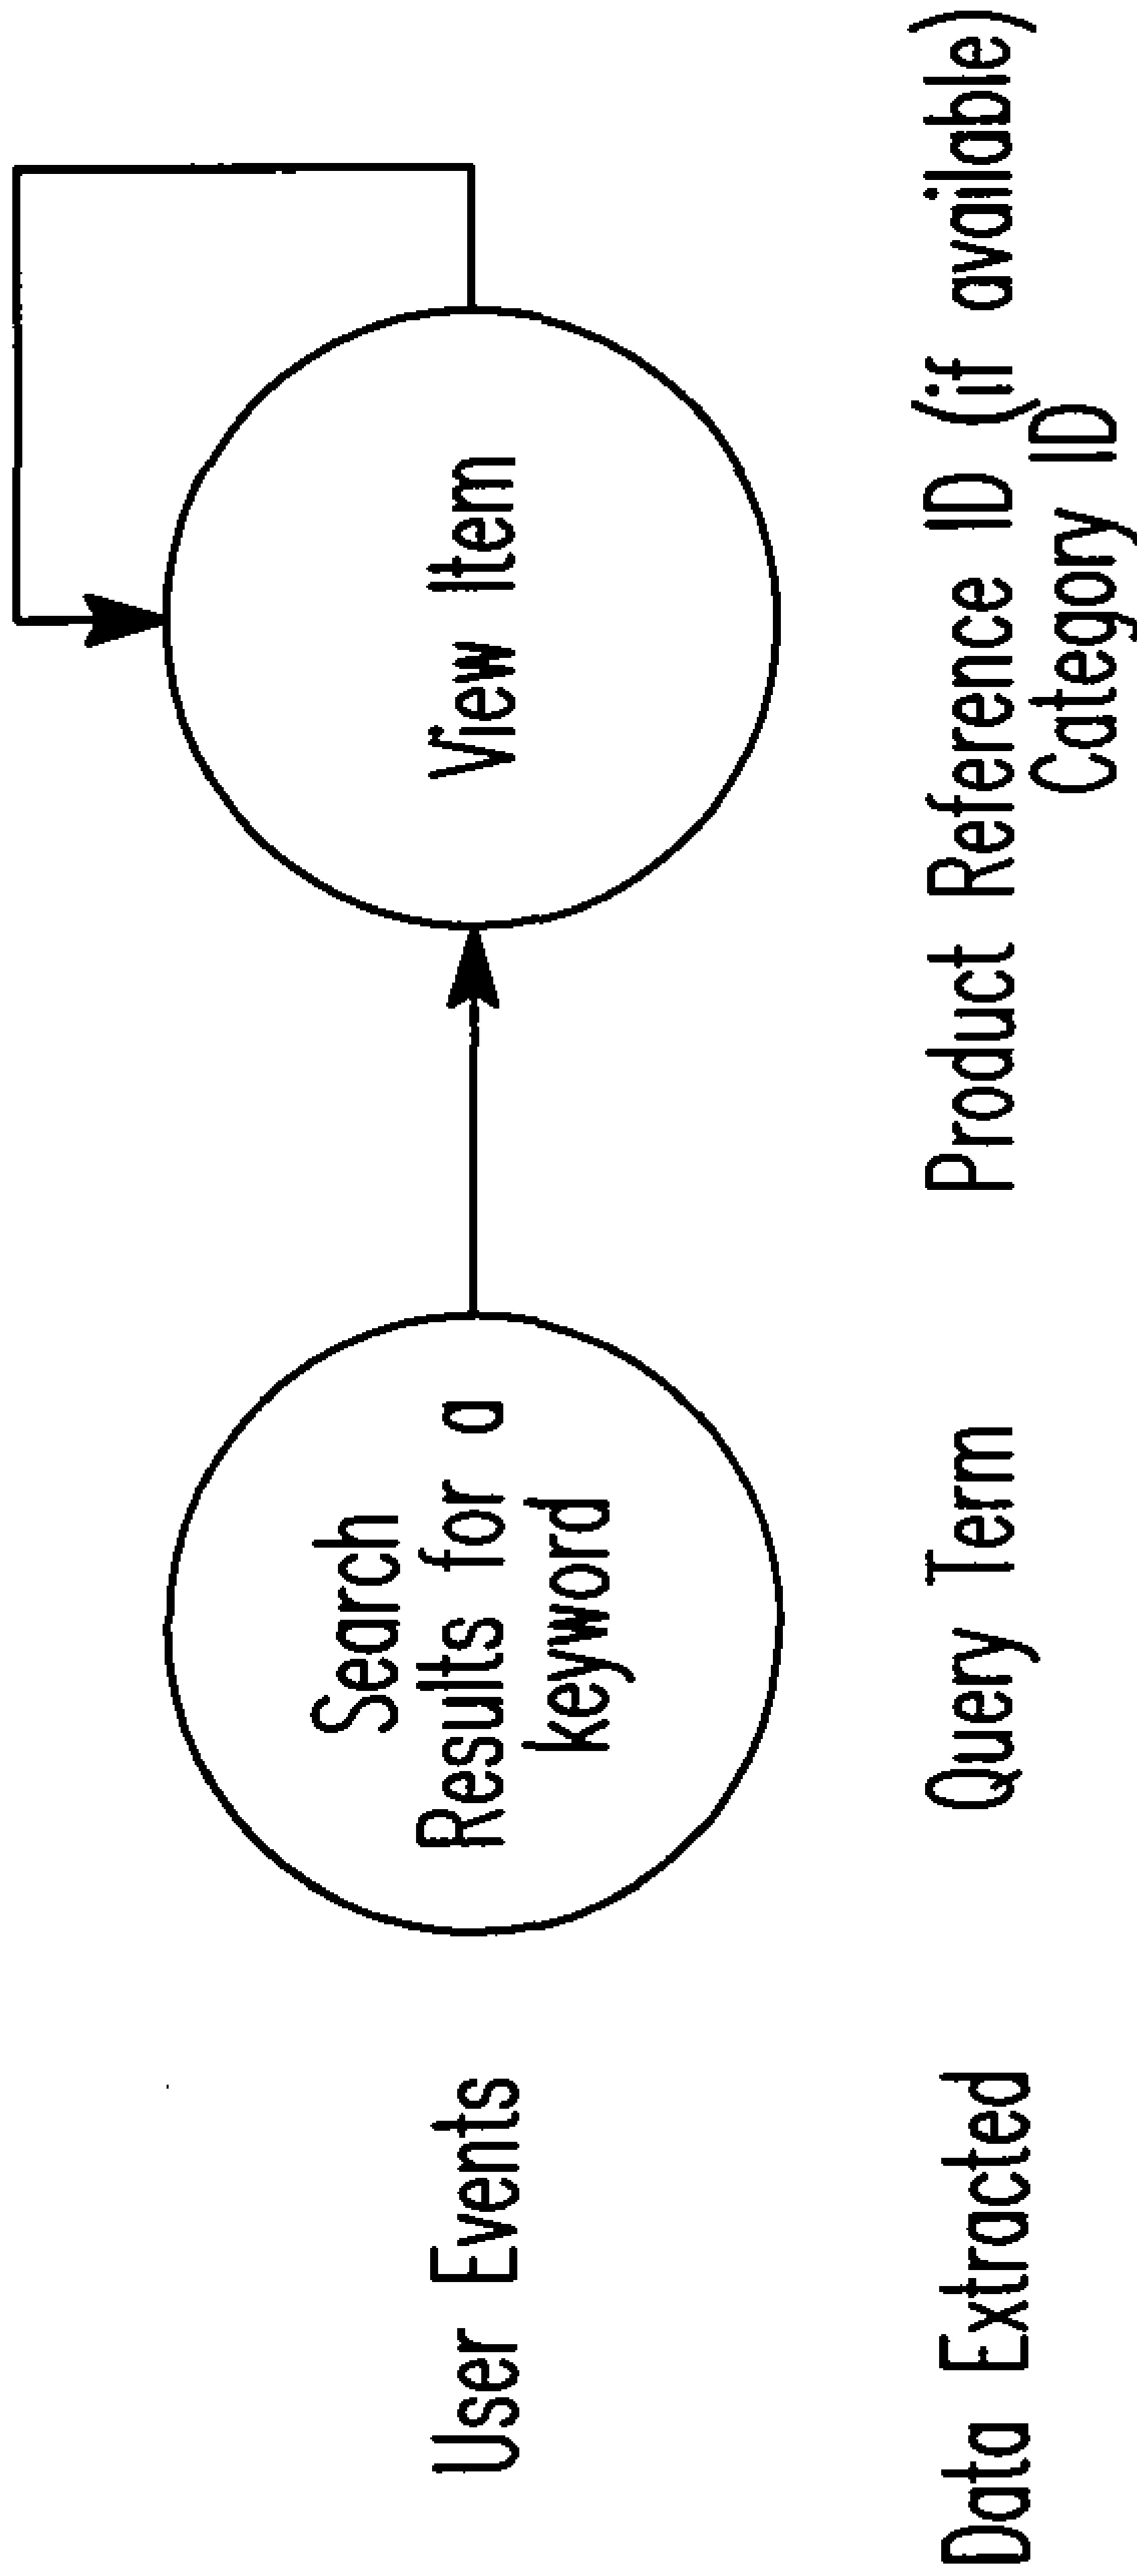 User Events
Search
Results for a
keyword
View Item
Data Extracted
Query Term
Product Reference ID (if available)
Category ID